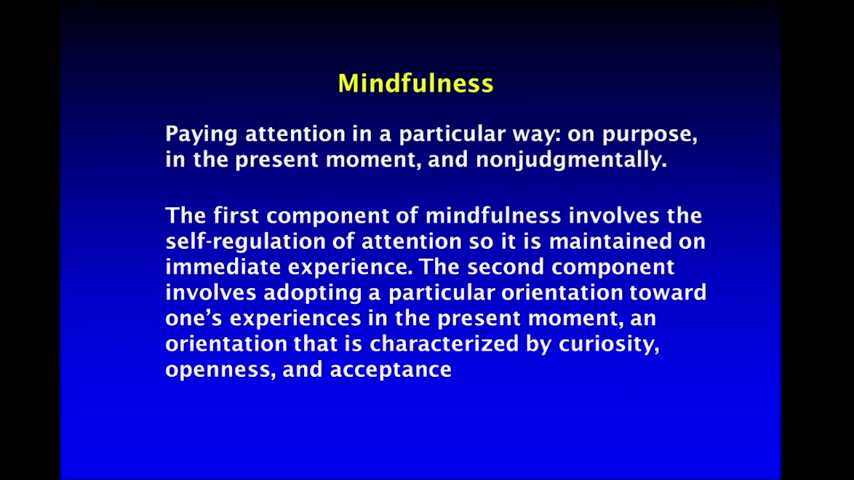 Mindfulness
Paying attention in a particular way: on purpose,
in the present moment, and nonjudgmentally.
The first component of mindfulness involves the
self-regulation of attention so it is maintained on
immediate experience. The second component
involves adopting a particular orientation toward
one’s experiences in the present moment, an
orientation that is characterized by curiosity,
openness, and acceptance